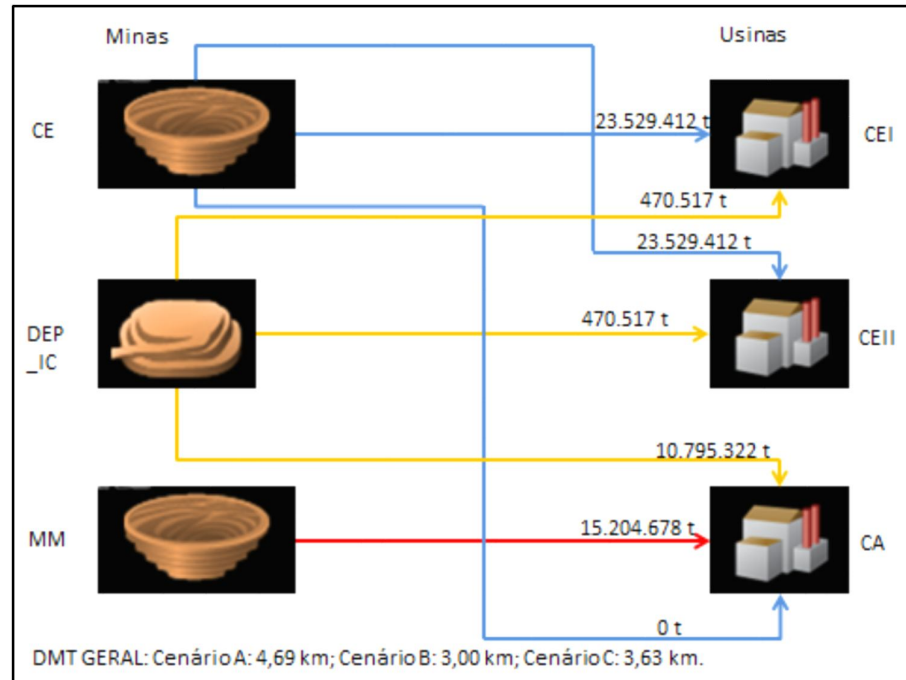 Minas
Usinas
CE
23.529.412 t
CEI
470.517 t
23.529.412 t
DEP
_IC
470.517 t
CEII
10.795.322 t
MM
15.204.678 t
CA
0 t
DMT GERAL: Cenário A: 4,69 km; Cenário B: 3,00 km; Cenário C: 3,63 km.